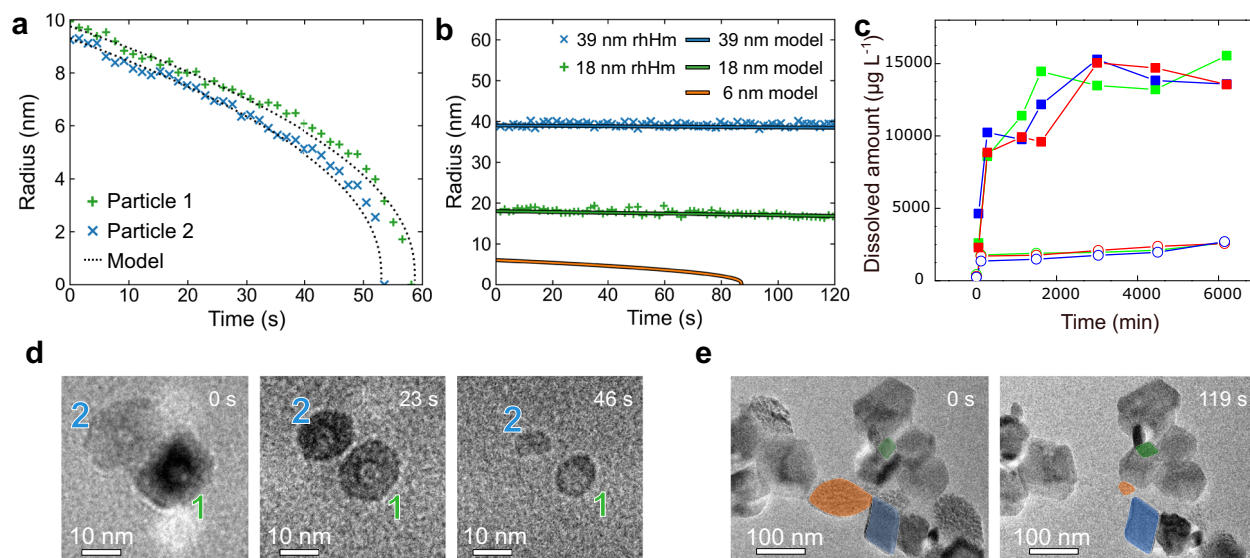 a
10
8
6
4
2
0
Radius (nm)
Particle 1
Particle 2
Model
0 10 20 30 40 50 60
Time (s)
b
60
50
40
30
20
10
0
Radius (nm)
39 nm rhHm 39 nm model
18 nm rhHm 18 nm model
6 nm model
0 20 40 60 80 100 120
Time (s)
c
15000
10000
5000
0
Dissolved amount (µg L⁻¹)
0 2000 4000 6000
Time (min)
d
0 s
2
1
10 nm
23 s
2
1
10 nm
46 s
2
1
10 nm
e
0 s
100 nm
119 s
100 nm